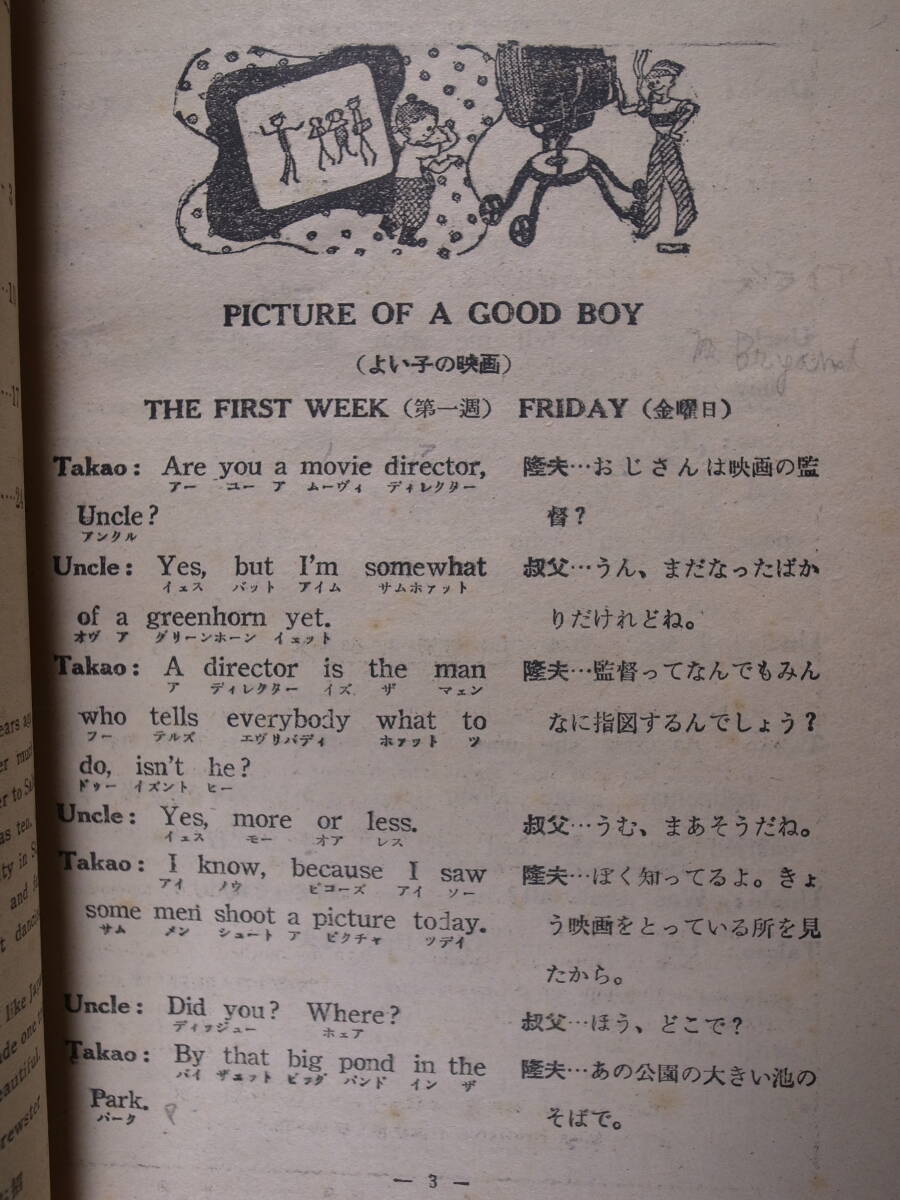 PICTURE OF A GOOD BOY
(よい子の映画)
THE FIRST WEEK (第一週) FRIDAY (金曜日)
Takao: Are you a movie director,
アー ユー ア ムーヴィ ディレクター
Uncle?
アンクル
Uncle: Yes, but I'm somewhat
イェス バット アイム サムホァット
of a greenhorn yet.
オヴ ア グリーンホーン イェット
Takao: A director is the man
ア ディレクター イズ ザ マェン
who tells everybody what to
フー テルズ エヴリバディ ホァット ツ
do, isn't he?
ドゥー イズント ヒー
Uncle: Yes, more or less.
イェス モー オア レス
Takao: I know, because I saw
アイ ノウ ビコーズ アイ ソー
some men shoot a picture today.
サム メン シュート ア ピクチャ ツデイ
Uncle: Did you? Where?
ディッジュー ホェア
Takao: By that big pond in the
バイ ザェット ビッグ パンド イン ザ
Park.
パーク
隆夫…おじさんは映画の監
督?
叔父…うん、まだなったばか
りだけれどね。
隆夫…監督ってなんでもみん
なに指図するんでしょう?
叔父…うむ、まあそうだね。
隆夫…ぼく知ってるよ。きょ
う映画をとっている所を見
たから。
叔父…ほう、どこで?
隆夫…あの公園の大きい池の
そばで。
— 3 —